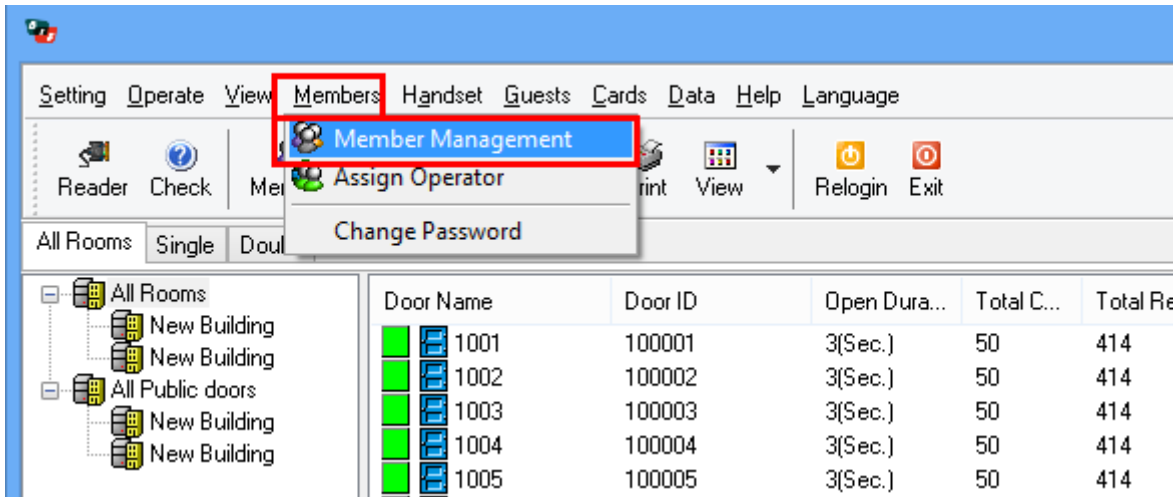 Setting Operate View Members Handset Guests Cards Data Help Language
Member Management
Assign Operator
Change Password
Reader Check View Relogin Exit
All Rooms Single
All Rooms
New Building
New Building
All Public doors
New Building
New Building
Door Name Door ID Open Dura... Total C... Total Re
1001 100001 3(Sec.) 50 414
1002 100002 3(Sec.) 50 414
1003 100003 3(Sec.) 50 414
1004 100004 3(Sec.) 50 414
1005 100005 3(Sec.) 50 414